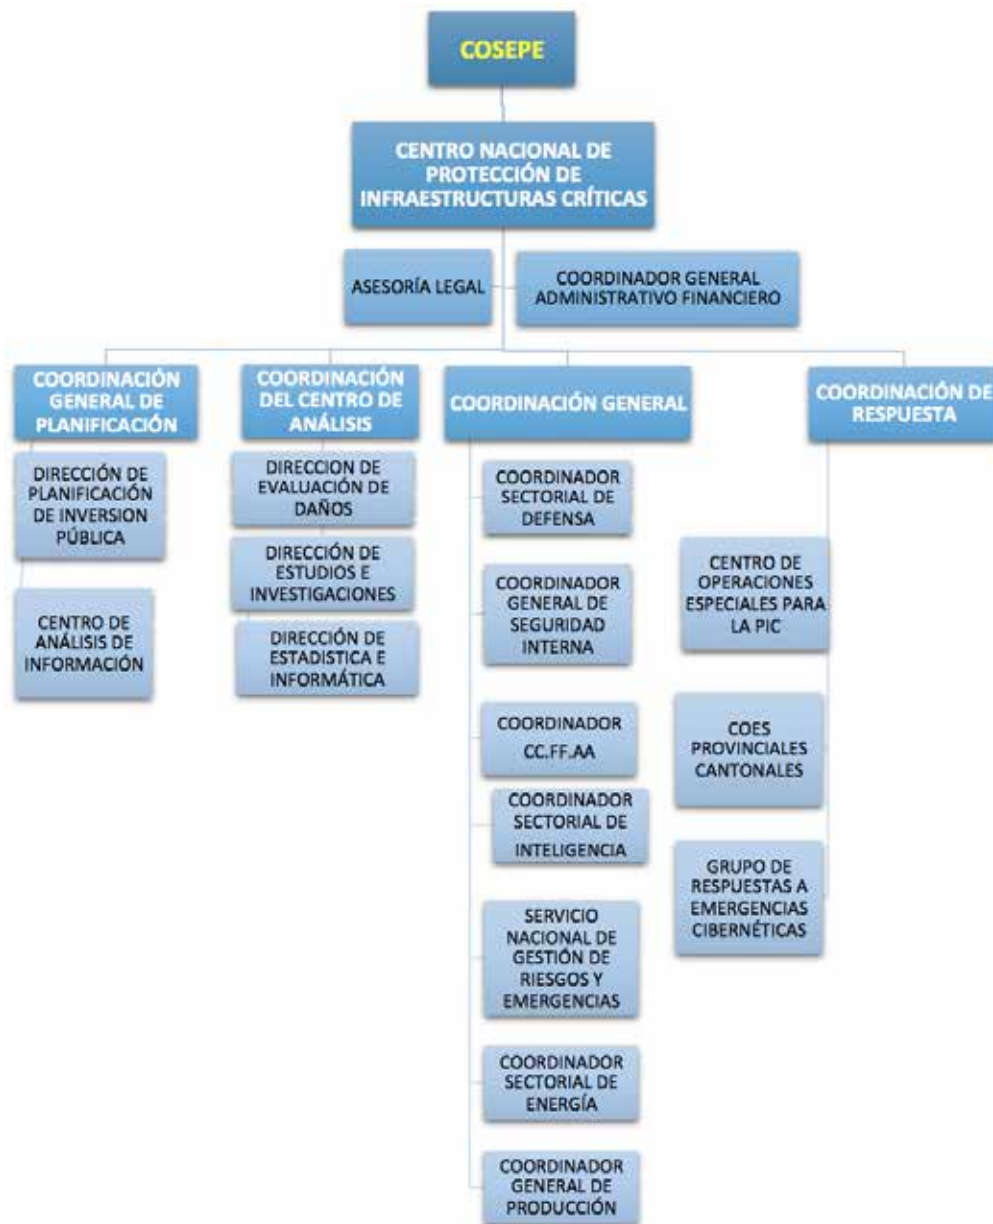 COSEPE
CENTRO NACIONAL DE
PROTECCIÓN DE
INFRAESTRUCTURAS CRÍTICAS
ASESORÍA LEGAL
COORDINADOR GENERAL
ADMINISTRATIVO FINANCIERO
COORDINACIÓN
GENERAL DE
PLANIFICACIÓN
DIRECCIÓN DE
PLANIFICACIÓN
DE INVERSION
PÚBLICA
CENTRO DE
ANÁLISIS DE
INFORMACIÓN
COORDINACIÓN
DEL CENTRO DE
ANÁLISIS
DIRECCION DE
EVALUACIÓN DE
DAÑOS
DIRECCIÓN DE
ESTUDIOS E
INVESTIGACIONES
DIRECCIÓN DE
ESTADISTICA E
INFORMÁTICA
COORDINACIÓN GENERAL
COORDINADOR
SECTORIAL DE
DEFENSA
COORDINADOR
GENERAL DE
SEGURIDAD
INTERNA
COORDINADOR
CC.FF.AA
COORDINADOR
SECTORIAL DE
INTELIGENCIA
SERVICIO
NACIONAL DE
GESTIÓN DE
RIESGOS Y
EMERGENCIAS
COORDINADOR
SECTORIAL DE
ENERGÍA
COORDINADOR
GENERAL DE
PRODUCCIÓN
COORDINACIÓN DE
RESPUESTA
CENTRO DE
OPERACIONES
ESPECIALES PARA
LA PIC
COES
PROVINCIALES
CANTONALES
GRUPO DE
RESPUESTAS A
EMERGENCIAS
CIBERNÉTICAS